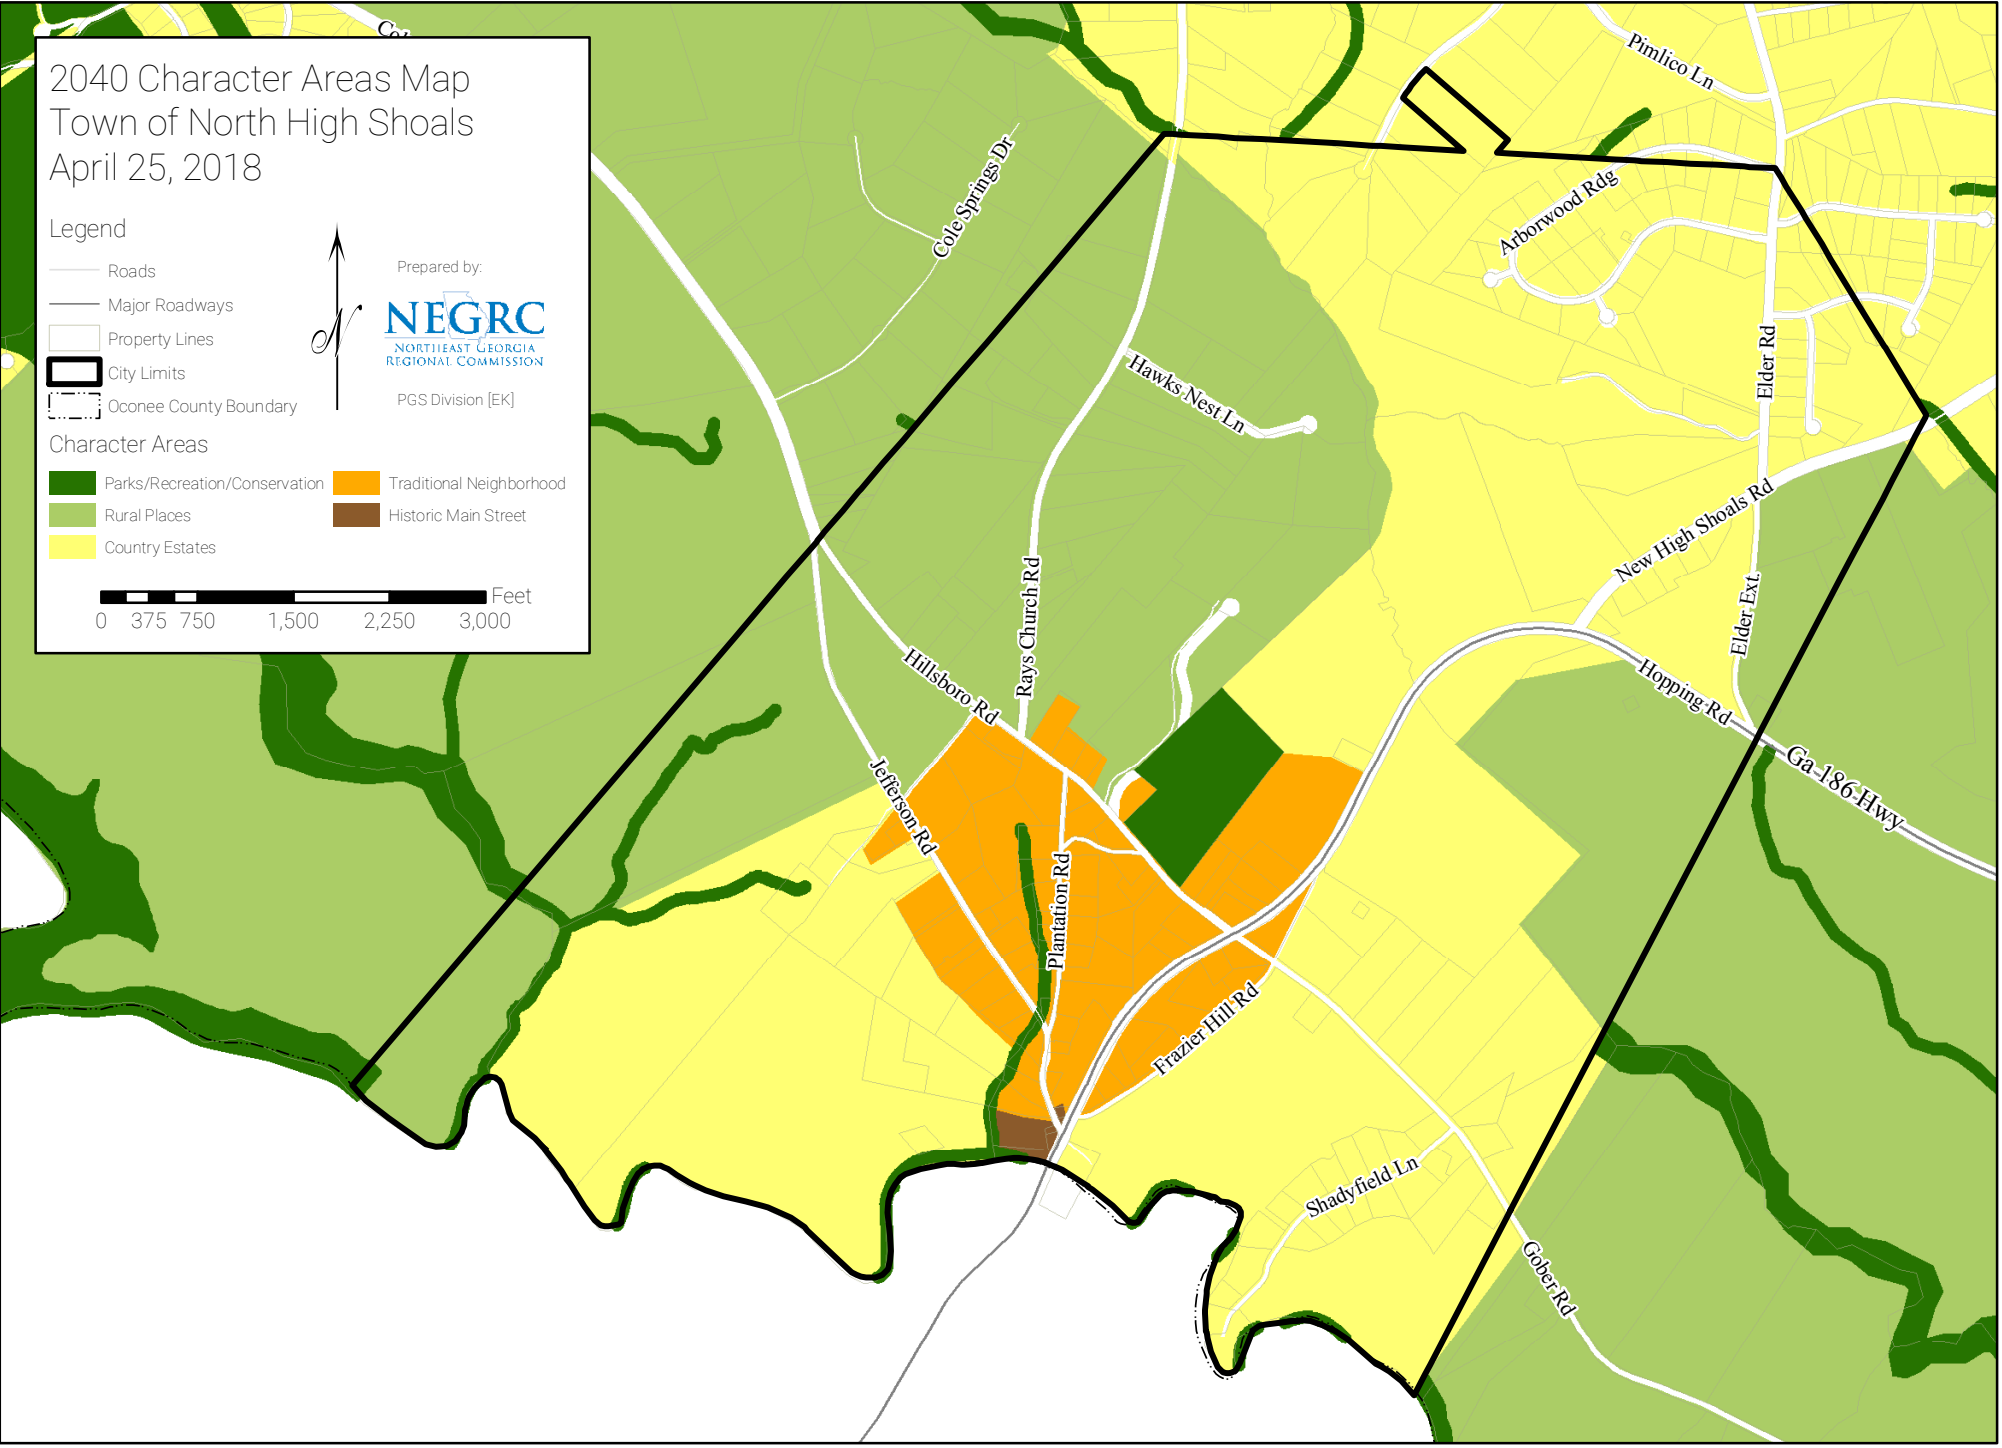 2040 Character Areas Map
Town of North High Shoals
April 25, 2018
Legend
Roads
Major Roadways
Property Lines
City Limits
Oconee County Boundary
N
Prepared by:
NEGRC
NORTHEAST GEORGIA
REGIONAL COMMISSION
PGS Division [EK]
Character Areas
Parks/Recreation/Conservation
Rural Places
Country Estates
Traditional Neighborhood
Historic Main Street
Feet
0 375 750 1,500 2,250 3,000
Pimlico Ln
Cole Springs Dr
Arborwood Rdg
Elder Rd
Hawks Nest Ln
New High Shoals Rd
Rays Church Rd
Elder Ext.
Hillsboro Rd
Hopping Rd
Ga 186 Hwy
Jefferson Rd
Plantation Rd
Frazier Hill Rd
Shadyfield Ln
Gober Rd